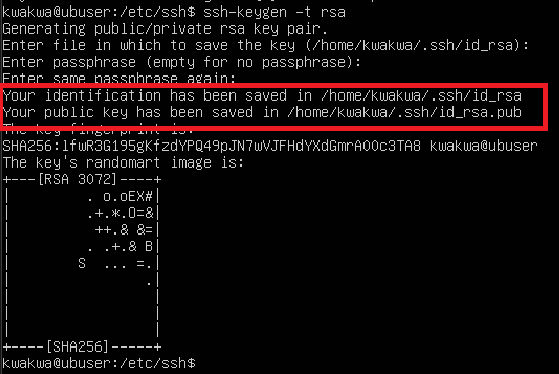 kwakwa@ubuser:/etc/ssh$ ssh-keygen -t rsa
Generating public/private rsa key pair.
Enter file in which to save the key (/home/kwakwa/.ssh/id_rsa):
Enter passphrase (empty for no passphrase):
Enter same passphrase again:
Your identification has been saved in /home/kwakwa/.ssh/id_rsa
Your public key has been saved in /home/kwakwa/.ssh/id_rsa.pub
The key fingerprint is:
SHA256:lfwR3G195gKfzdYPQ49pJN7wVJFHdYXdGmrA00c3TA8 kwakwa@ubuser
The key's randomart image is:
+---[RSA 3072]----+
|          . o.oEX#|
|          .+.*.O=&|
|           ++.& &=|
|          . .+.& B|
|        S  ... =.|
|                .|
|                 |
|                 |
|                 |
+----[SHA256]-----+
kwakwa@ubuser:/etc/ssh$